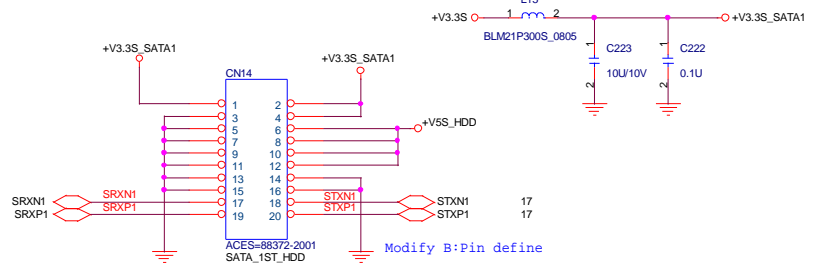 +V3.3S
1
2
+V3.3S_SATA1
BLM21P300S_0805
1
C223
10U/10V
2
1
C222
0.1U
2
+V3.3S_SATA1
+V3.3S_SATA1
CN14
1 2
3 4
5 6
+V5S_HDD
7 8
9 10
11 12
13 14
15 16
SRXN1 SRXN1 17 18 STXN1 STXN1 17
SRXP1 SRXP1 19 20 STXP1 STXP1 17
ACES=88372-2001
SATA_1ST_HDD
Modify B:Pin define